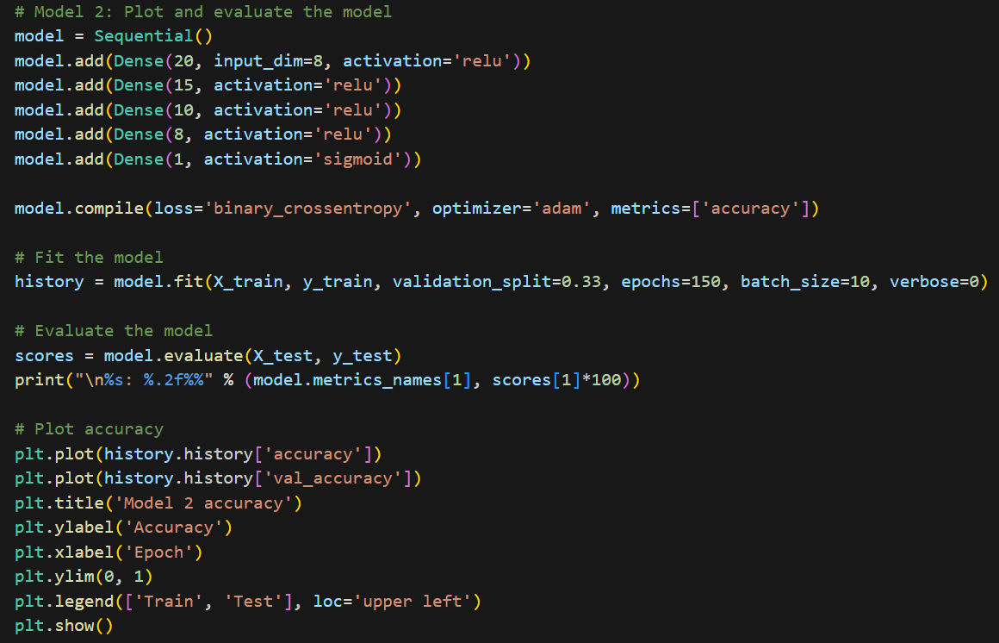 # Model 2: Plot and evaluate the model
model = Sequential()
model.add(Dense(20, input_dim=8, activation='relu'))
model.add(Dense(15, activation='relu'))
model.add(Dense(10, activation='relu'))
model.add(Dense(8, activation='relu'))
model.add(Dense(1, activation='sigmoid'))

model.compile(loss='binary_crossentropy', optimizer='adam', metrics=['accuracy'])

# Fit the model
history = model.fit(X_train, y_train, validation_split=0.33, epochs=150, batch_size=10, verbose=0)

# Evaluate the model
scores = model.evaluate(X_test, y_test)
print("\n%s: %.2f%%" % (model.metrics_names[1], scores[1]*100))

# Plot accuracy
plt.plot(history.history['accuracy'])
plt.plot(history.history['val_accuracy'])
plt.title('Model 2 accuracy')
plt.ylabel('Accuracy')
plt.xlabel('Epoch')
plt.ylim(0, 1)
plt.legend(['Train', 'Test'], loc='upper left')
plt.show()